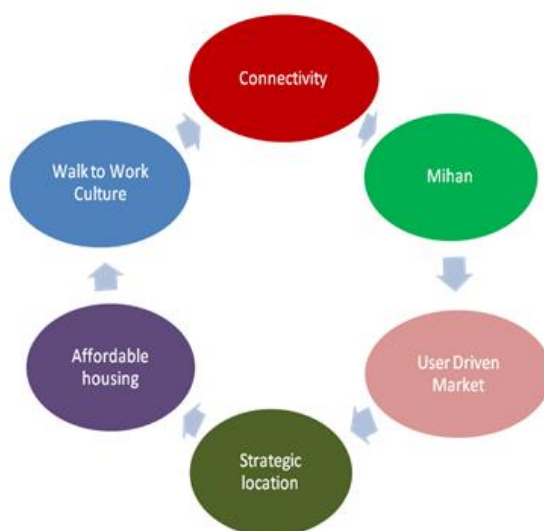 Connectivity
Mihan
User Driven
Market
Strategic
location
Affordable
housing
Walk to Work
Culture